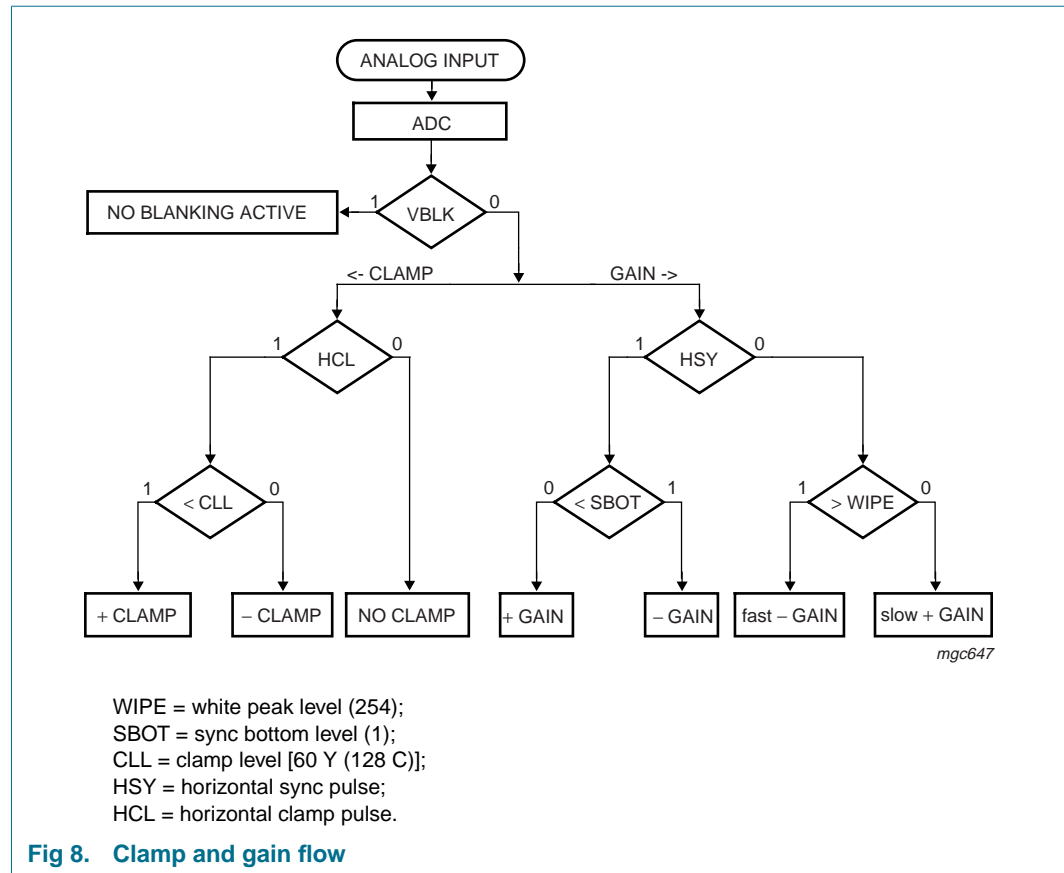 ANALOG INPUT
ADC
1 VBLK 0
NO BLANKING ACTIVE
<- CLAMP GAIN ->
1 HCL 0
1 HSY 0
1 < CLL 0
0 < SBOT 1
1 > WIPE 0
+ CLAMP
− CLAMP
NO CLAMP
+ GAIN
− GAIN
fast − GAIN
slow + GAIN
mgc647
WIPE = white peak level (254);
SBOT = sync bottom level (1);
CLL = clamp level [60 Y (128 C)];
HSY = horizontal sync pulse;
HCL = horizontal clamp pulse.
Fig 8. Clamp and gain flow